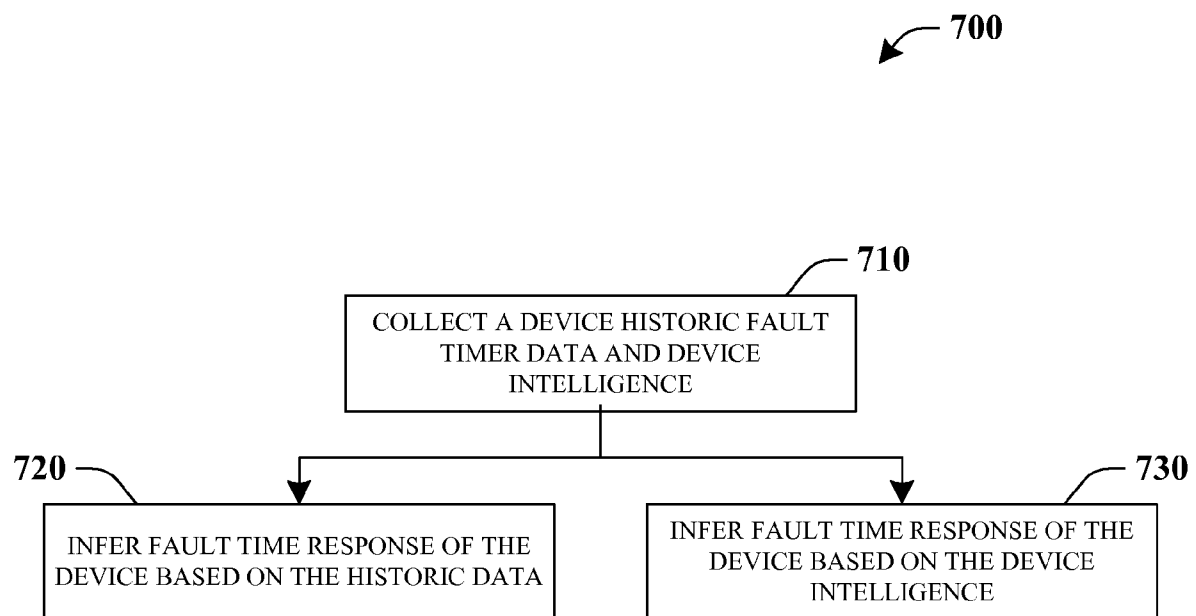 700
710
COLLECT A DEVICE HISTORIC FAULT
TIMER DATA AND DEVICE
INTELLIGENCE
720
730
INFER FAULT TIME RESPONSE OF THE
DEVICE BASED ON THE HISTORIC DATA
INFER FAULT TIME RESPONSE OF THE
DEVICE BASED ON THE DEVICE
INTELLIGENCE